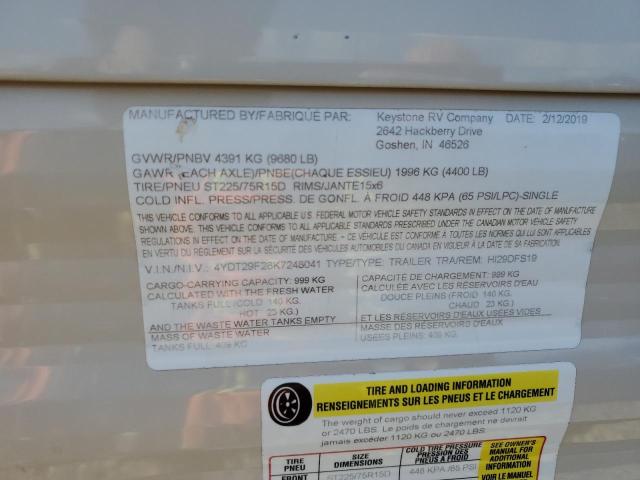 MANUFACTURED BY/FABRIQUÉ PAR: Keystone RV Company DATE: 2/12/2019
2642 Hackberry Drive
Goshen, IN 46526
GVWR/PNBV 4391 KG (9680 LB)
GAWR (EACH AXLE)/PNBE(CHAQUE ESSIEU) 1996 KG (4400 LB)
TIRE/PNEU ST225/75R15D RIMS/JANTE15x6
COLD INFL. PRESS/PRESS. DE GONFL. À FROID 448 KPA (65 PSI/LPC)-SINGLE
THIS VEHICLE CONFORMS TO ALL APPLICABLE U.S. FEDERAL MOTOR VEHICLE SAFETY STANDARDS IN EFFECT ON THE DATE OF MANUFACTURE
SHOWN ABOVE. THIS VEHICLE CONFORMS TO ALL APPLICABLE STANDARDS PRESCRIBED UNDER THE CANADIAN MOTOR VEHICLE SAFETY
REGULATIONS IN EFFECT ON THE DATE OF MANUFACTURE. / CE VÉHICULE EST CONFORME À TOUTES LES NORMES QUI LUI SONT APPLICABLES
EN VERTU DU RÈGLEMENT SUR LA SÉCURITÉ DES VÉHICULES AUTOMOBILES DU CANADA EN VIGUEUR À LA DATE DE SA FABRICATION.
V.I.N./N.I.V.: 4YDT29F28K7245041 TYPE/TYPE: TRAILER TRA/REM: HI29DFS19
CARGO-CARRYING CAPACITY: 999 KG
CALCULATED WITH THE FRESH WATER
TANKS FULL (COLD: 140 KG.
HOT: 23 KG.)
AND THE WASTE WATER TANKS EMPTY
MASS OF WASTE WATER
TANKS FULL: 409 KG.
CAPACITÉ DE CHARGEMENT: 999 KG
CALCULÉE AVEC LES RÉSERVOIRS D'EAU
DOUCE PLEINS (FROID: 140 KG.
CHAUD: 23 KG.)
ET LES RÉSERVOIRS D'EAUX USÉES VIDES
MASSE DES RÉSERVOIRS D'EAUX
USÉES PLEINS: 409 KG.
TIRE AND LOADING INFORMATION
RENSEIGNEMENTS SUR LES PNEUS ET LE CHARGEMENT
The weight of cargo should never exceed 1120 KG
or 2470 LBS. / Le poids du chargement ne devrait
jamais excéder 1120 KG ou 2470 LBS.
TIRE
PNEU
SIZE
DIMENSIONS
COLD TIRE PRESSURE
PRESSION DES PNEUS
À FROID
SEE OWNER'S
MANUAL FOR
ADDITIONAL
INFORMATION
FRONT ST225/75R15D 448 KPA /65 PSI